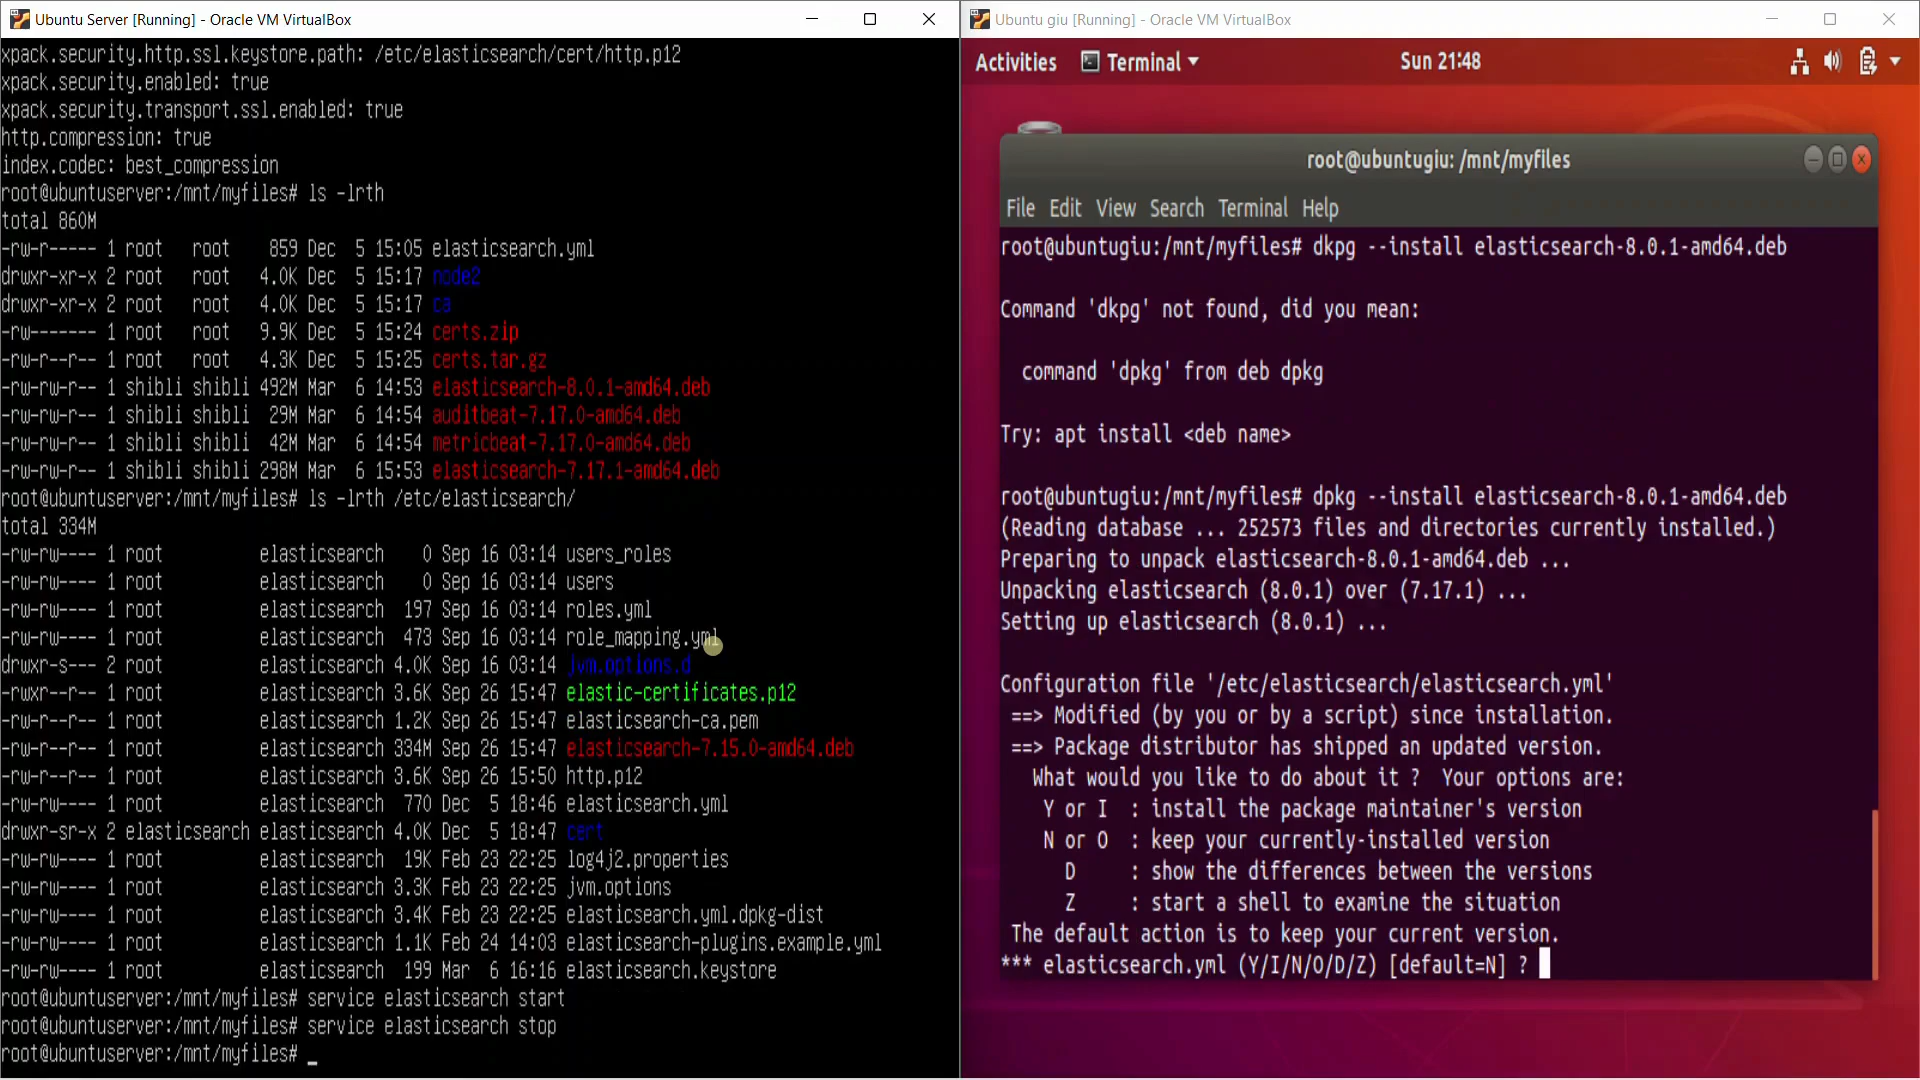 Ubuntu Server [Running] - Oracle VM VirtualBox
xpack.security.http.ssl.keystore.path: /etc/elasticsearch/cert/http.p12
xpack.security.enabled: true
xpack.security.transport.ssl.enabled: true
http.compression: true
index.codec: best_compression
root@ubuntuserver:/mnt/myfiles# ls -lrth
total 860M
-rw-r----- 1 root   root    859 Dec  5 15:05 elasticsearch.yml
drwxr-xr-x 2 root   root   4.0K Dec  5 15:17 node2
drwxr-xr-x 2 root   root   4.0K Dec  5 15:17 ca
-rw------- 1 root   root   9.9K Dec  5 15:24 certs.zip
-rw-r--r-- 1 root   root   4.3K Dec  5 15:25 certs.tar.gz
-rw-rw-r-- 1 shibli shibli 492M Mar  6 14:53 elasticsearch-8.0.1-amd64.deb
-rw-rw-r-- 1 shibli shibli  29M Mar  6 14:54 auditbeat-7.17.0-amd64.deb
-rw-rw-r-- 1 shibli shibli  42M Mar  6 14:54 metricbeat-7.17.0-amd64.deb
-rw-rw-r-- 1 shibli shibli 298M Mar  6 15:53 elasticsearch-7.17.1-amd64.deb
root@ubuntuserver:/mnt/myfiles# ls -lrth /etc/elasticsearch/
total 334M
-rw-rw---- 1 root          elasticsearch    0 Sep 16 03:14 users_roles
-rw-rw---- 1 root          elasticsearch    0 Sep 16 03:14 users
-rw-rw---- 1 root          elasticsearch  197 Sep 16 03:14 roles.yml
-rw-rw---- 1 root          elasticsearch  473 Sep 16 03:14 role_mapping.yml
drwxr-s--- 2 root          elasticsearch 4.0K Sep 16 03:14 jvm.options.d
-rwxr--r-- 1 root          elasticsearch 3.6K Sep 26 15:47 elastic-certificates.p12
-rw-r--r-- 1 root          elasticsearch 1.2K Sep 26 15:47 elasticsearch-ca.pem
-rw-r--r-- 1 root          elasticsearch 334M Sep 26 15:47 elasticsearch-7.15.0-amd64.deb
-rw-r--r-- 1 root          elasticsearch 3.6K Sep 26 15:50 http.p12
-rw-rw---- 1 root          elasticsearch  770 Dec  5 18:46 elasticsearch.yml
drwxr-sr-x 2 elasticsearch elasticsearch 4.0K Dec  5 18:47 cert
-rw-rw---- 1 root          elasticsearch  19K Feb 23 22:25 log4j2.properties
-rw-rw---- 1 root          elasticsearch 3.3K Feb 23 22:25 jvm.options
-rw-rw---- 1 root          elasticsearch 3.4K Feb 23 22:25 elasticsearch.yml.dpkg-dist
-rw-rw---- 1 root          elasticsearch 1.1K Feb 24 14:03 elasticsearch-plugins.example.yml
-rw-rw---- 1 root          elasticsearch  199 Mar  6 16:16 elasticsearch.keystore
root@ubuntuserver:/mnt/myfiles# service elasticsearch start
root@ubuntuserver:/mnt/myfiles# service elasticsearch stop
root@ubuntuserver:/mnt/myfiles# _
Ubuntu giu [Running] - Oracle VM VirtualBox
Activities Terminal Sun 21:48
root@ubuntugiu: /mnt/myfiles
File Edit View Search Terminal Help
root@ubuntugiu:/mnt/myfiles# dkpg --install elasticsearch-8.0.1-amd64.deb
Command 'dkpg' not found, did you mean:
command 'dpkg' from deb dpkg
Try: apt install <deb name>
root@ubuntugiu:/mnt/myfiles# dpkg --install elasticsearch-8.0.1-amd64.deb
(Reading database ... 252573 files and directories currently installed.)
Preparing to unpack elasticsearch-8.0.1-amd64.deb ...
Unpacking elasticsearch (8.0.1) over (7.17.1) ...
Setting up elasticsearch (8.0.1) ...
Configuration file '/etc/elasticsearch/elasticsearch.yml'
==> Modified (by you or by a script) since installation.
==> Package distributor has shipped an updated version.
What would you like to do about it ?  Your options are:
Y or I  : install the package maintainer's version
N or O  : keep your currently-installed version
D     : show the differences between the versions
Z     : start a shell to examine the situation
The default action is to keep your current version.
*** elasticsearch.yml (Y/I/N/O/D/Z) [default=N] ?